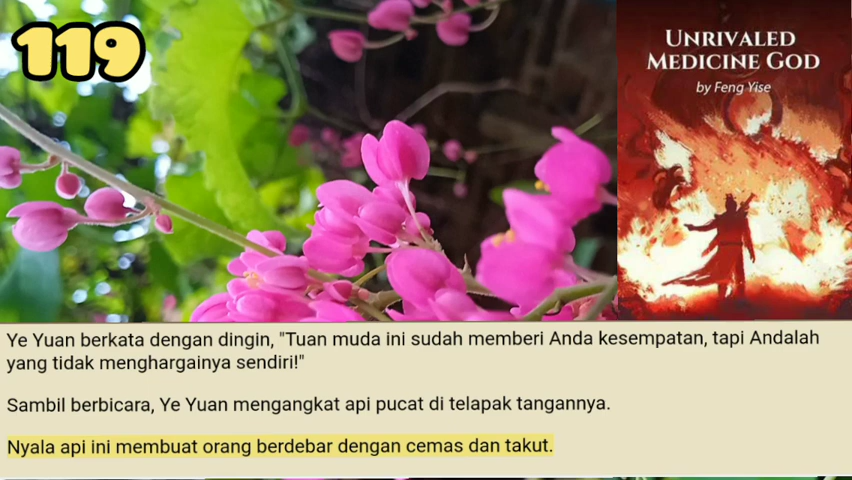 119
UNRIVALED
MEDICINE GOD
by Feng Yise
Ye Yuan berkata dengan dingin, "Tuan muda ini sudah memberi Anda kesempatan, tapi Andalah
yang tidak menghargainya sendiri!"
Sambil berbicara, Ye Yuan mengangkat api pucat di telapak tangannya.
Nyala api ini membuat orang berdebar dengan cemas dan takut.